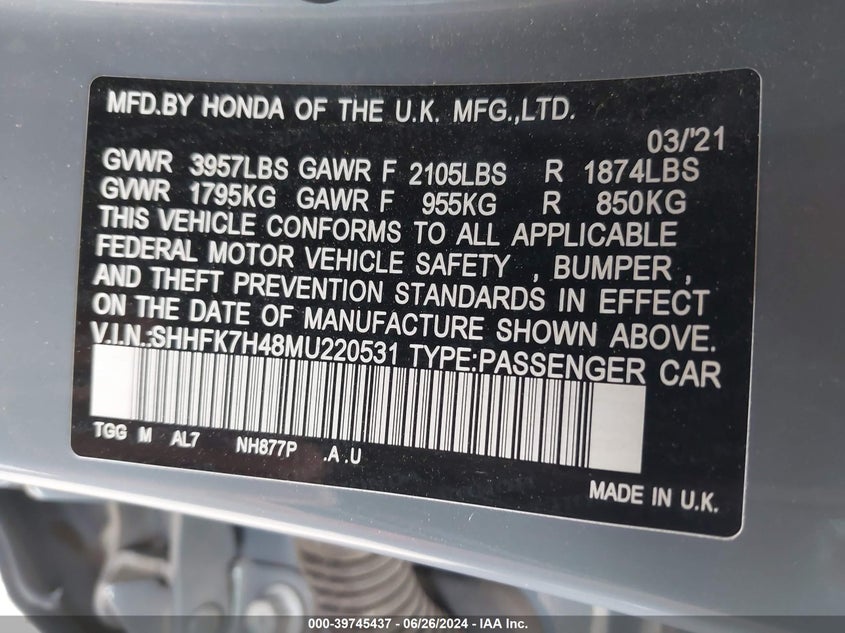 MFD.BY HONDA OF THE U.K. MFG.,LTD.
03/'21
GVWR 3957LBS GAWR F 2105LBS R 1874LBS
GVWR 1795KG GAWR F 955KG R 850KG
THIS VEHICLE CONFORMS TO ALL APPLICABLE
FEDERAL MOTOR VEHICLE SAFETY , BUMPER ,
AND THEFT PREVENTION STANDARDS IN EFFECT
ON THE DATE OF MANUFACTURE SHOWN ABOVE.
V.I.N.:SHHFK7H48MU220531 TYPE:PASSENGER CAR
TGG M AL7 NH877P .A .U
MADE IN U.K.
000-39745437 - 06/26/2024 - IAA Inc.